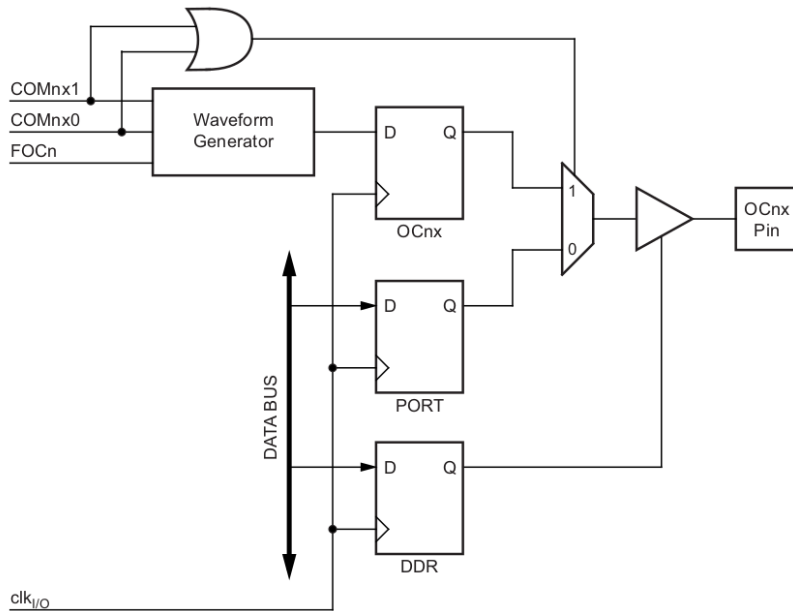 COMnx1
COMnx0
FOCn
Waveform
Generator
D Q
OCnx
1
0
OCnx
Pin
D Q
PORT
DATA BUS
D Q
DDR
clkI/O